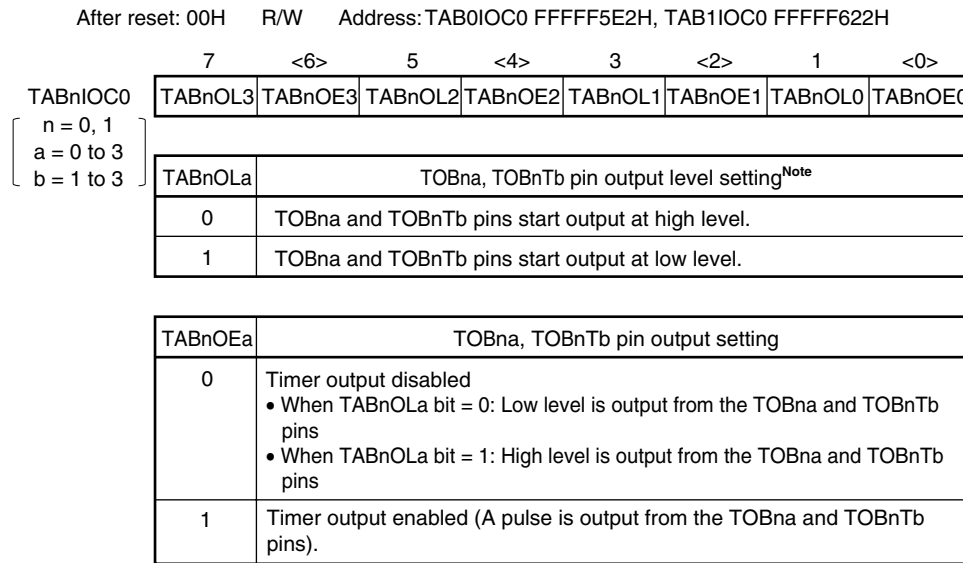 After reset: 00H R/W Address: TAB0IOC0 FFFFF5E2H, TAB1IOC0 FFFFF622H
7 <6> 5 <4> 3 <2> 1 <0>
TABnIOC0 TABnOL3 TABnOE3 TABnOL2 TABnOE2 TABnOL1 TABnOE1 TABnOL0 TABnOE0
n = 0, 1
a = 0 to 3
b = 1 to 3
TABnOLa TOBna, TOBnTb pin output level setting Note
0 TOBna and TOBnTb pins start output at high level.
1 TOBna and TOBnTb pins start output at low level.
TABnOEa TOBna, TOBnTb pin output setting
0 Timer output disabled
• When TABnOLa bit = 0: Low level is output from the TOBna and TOBnTb
pins
• When TABnOLa bit = 1: High level is output from the TOBna and TOBnTb
pins
1 Timer output enabled (A pulse is output from the TOBna and TOBnTb
pins).